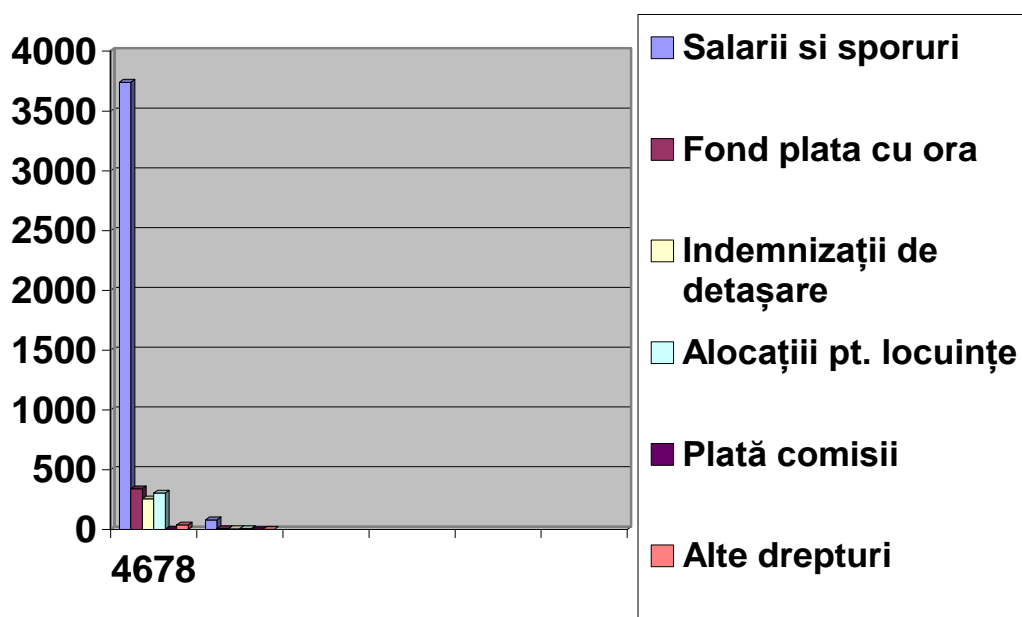 4000
3500
3000
2500
2000
1500
1000
500
0
4678
Salarii si sporuri
Fond plata cu ora
Indemnizații de
detașare
Alocațiii pt. locuințe
Plată comisii
Alte drepturi